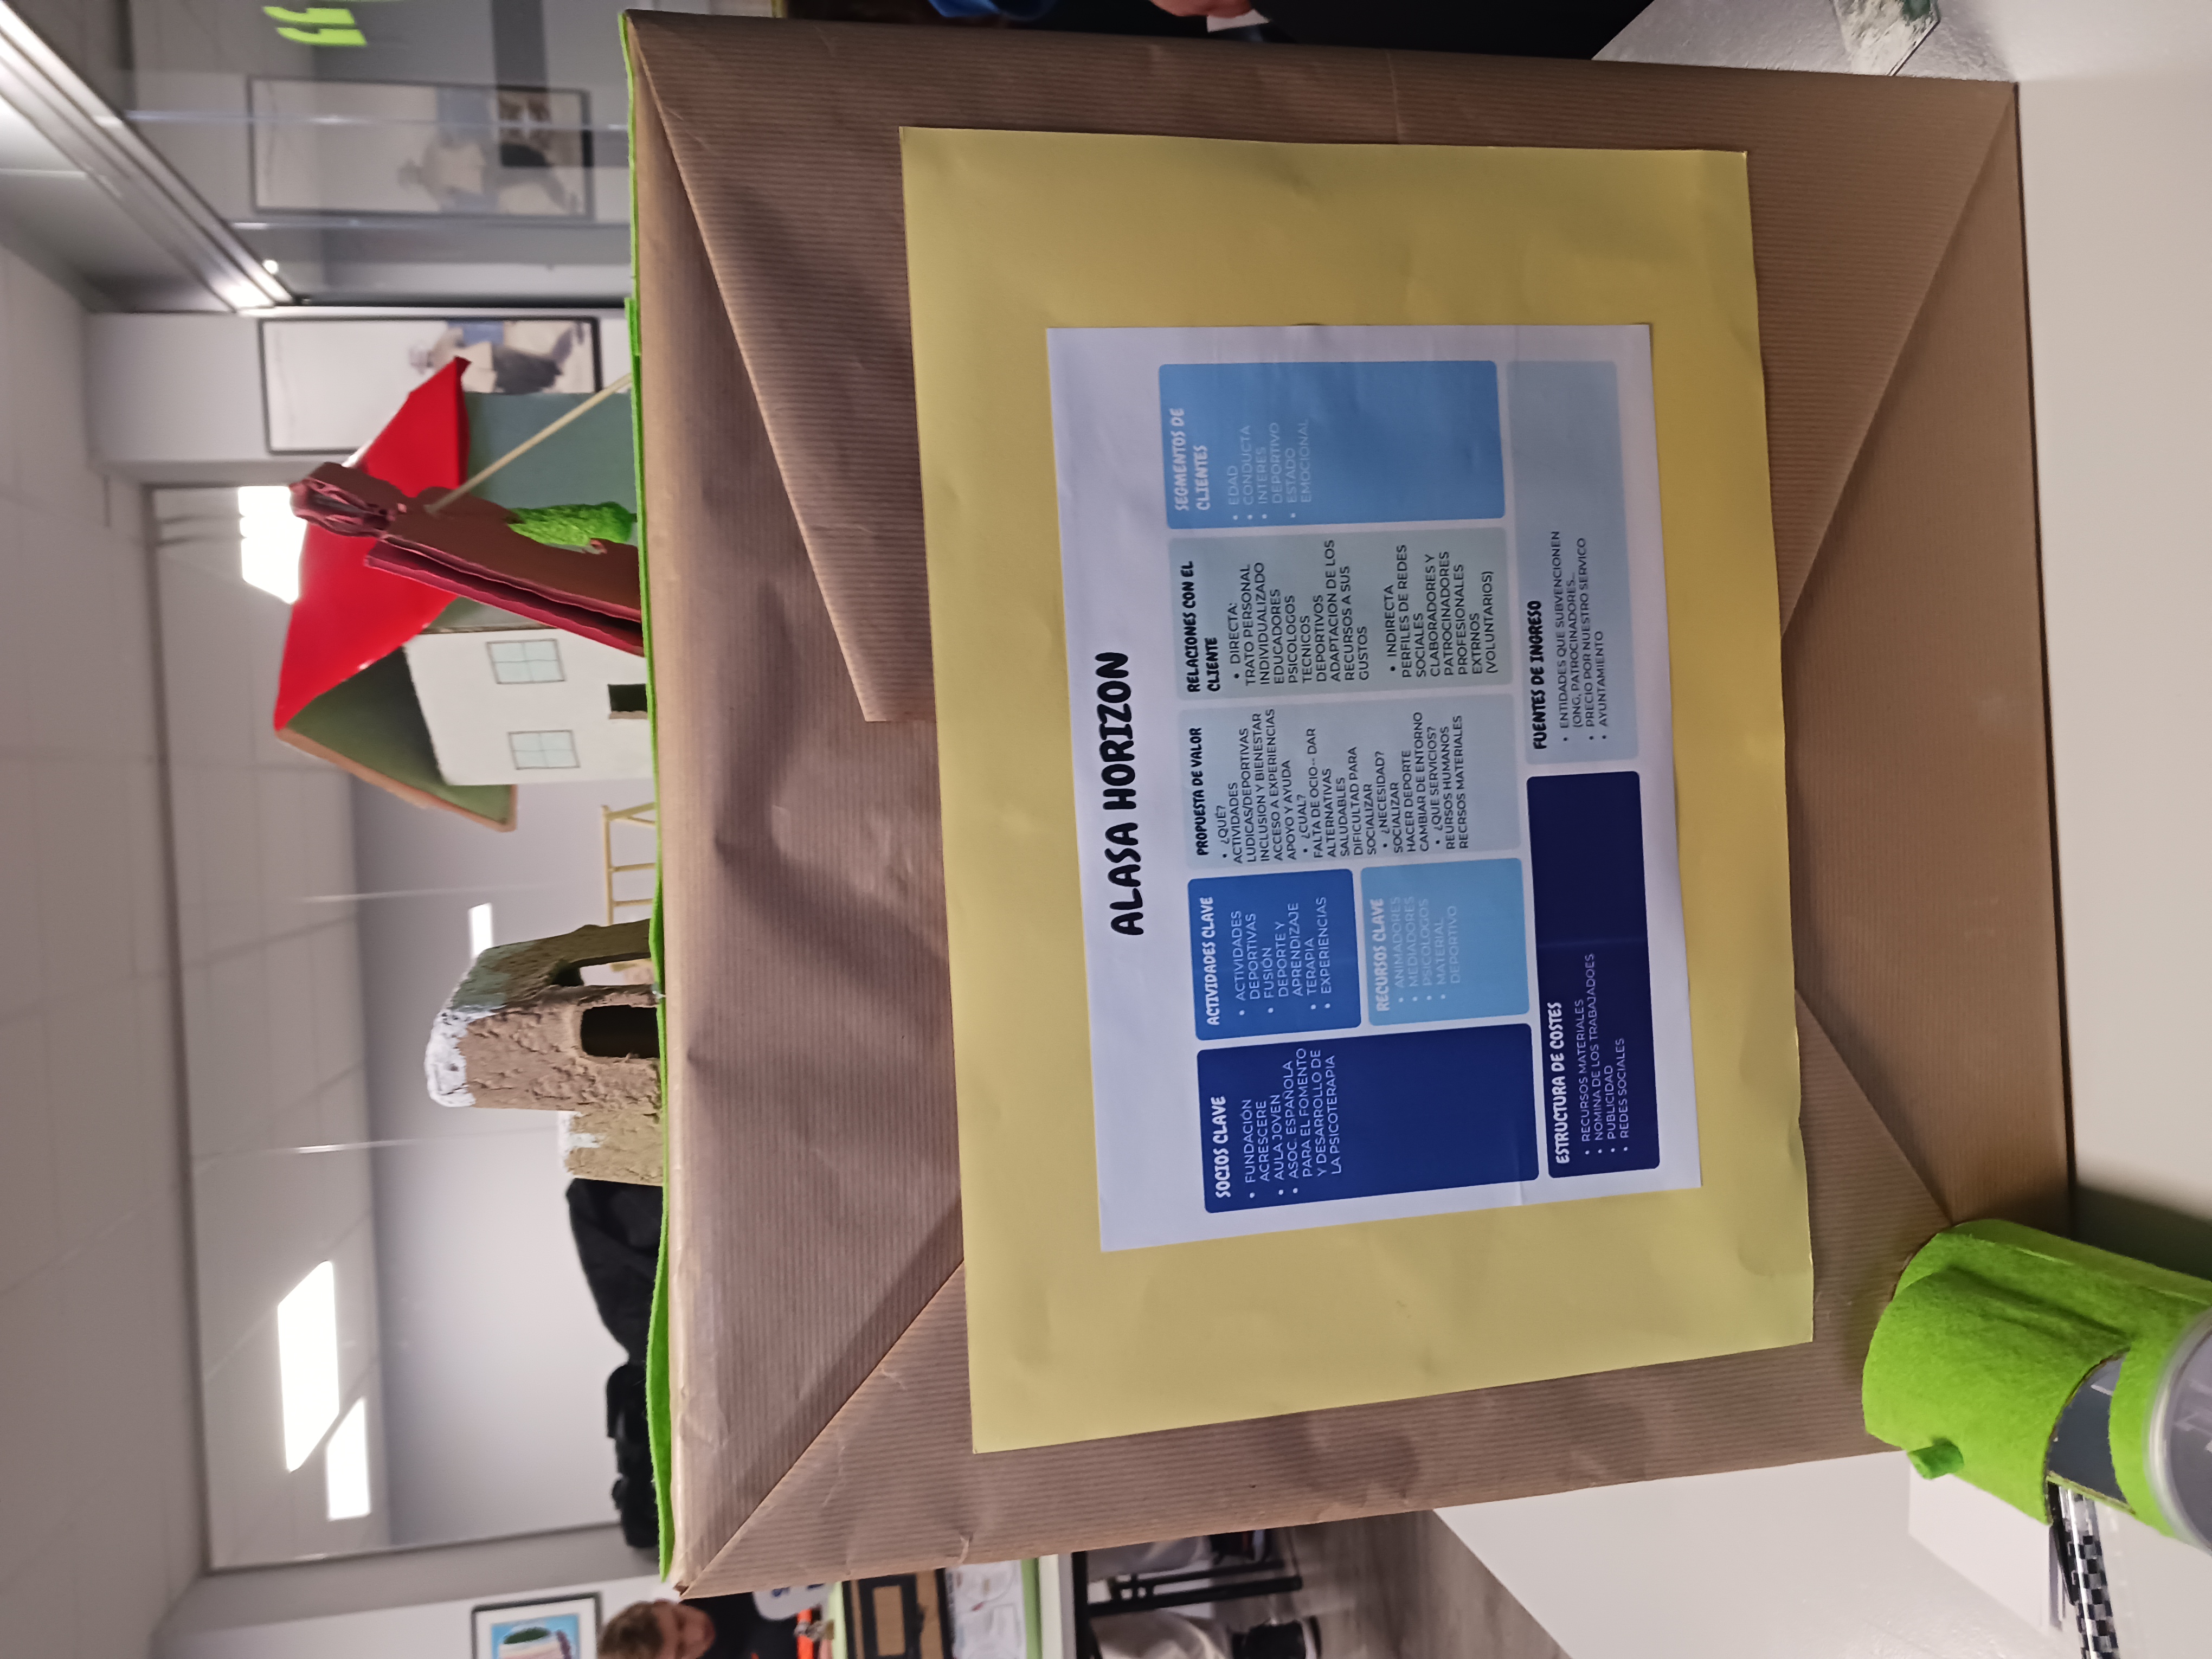 ALASA HORIZON
SOCIOS CLAVE
• FUNDACIÓN
ACRESCERE
• AULA JOVEN
• ASOC. ESPAÑOLA
PARA EL FOMENTO
Y DESARROLLO DE
LA PSICOTERAPIA
ACTIVIDADES CLAVE
• ACTIVIDADES
DEPORTIVAS
• FUSIÓN
DEPORTE Y
APRENDIZAJE
• TERAPIA
• EXPERIENCIAS
RECURSOS CLAVE
• ANIMADORES
• MEDIADORES
• PSICOLOGOS
• MATERIAL
DEPORTIVO
PROPUESTA DE VALOR
• ¿QUÉ?
ACTIVIDADES
LUDICAS/DEPORTIVAS
INCLUSION Y BIENESTAR
ACCESO A EXPERIENCIAS
APOYO Y AYUDA
• ¿CUAL?
FALTA DE OCIO-- DAR
ALTERNATIVAS
SALUDABLES
DIFICULTAD PARA
SOCIALIZAR
• ¿NECESIDAD?
SOCIALIZAR
HACER DEPORTE
CAMBIAR DE ENTORNO
• ¿QUE SERVICIOS?
REURSOS HUMANOS
RECRSOS MATERIALES
RELACIONES CON EL
CLIENTE
• DIRECTA:
TRATO PERSONAL
INDIVIDUALIZADO
EDUCADORES
PSICOLOGOS
TECNICOS
DEPORTIVOS
ADAPTACION DE LOS
RECURSOS A SUS
GUSTOS
• INDIRECTA
PERFILES DE REDES
SOCIALES
CLABORADORES Y
PATROCINADORES
PROFESIONALES
EXTRNOS
(VOLUNTARIOS)
SEGMENTOS DE
CLIENTES
• EDAD
• CONDUCTA
• INTERES
DEPORTIVO
• ESTADO
EMOCIONAL
ESTRUCTURA DE COSTES
• RECURSOS MATERIALES
• NOMINA DE LOS TRABAJADOES
• PUBLICIDAD
• REDES SOCIALES
FUENTES DE INGRESO
• ENTIDADES QUE SUBVENCIONEN
(ONG, PATROCINADORES...
• PRECIO POR NUESTRO SERVICO
• AYUNTAMIENTO